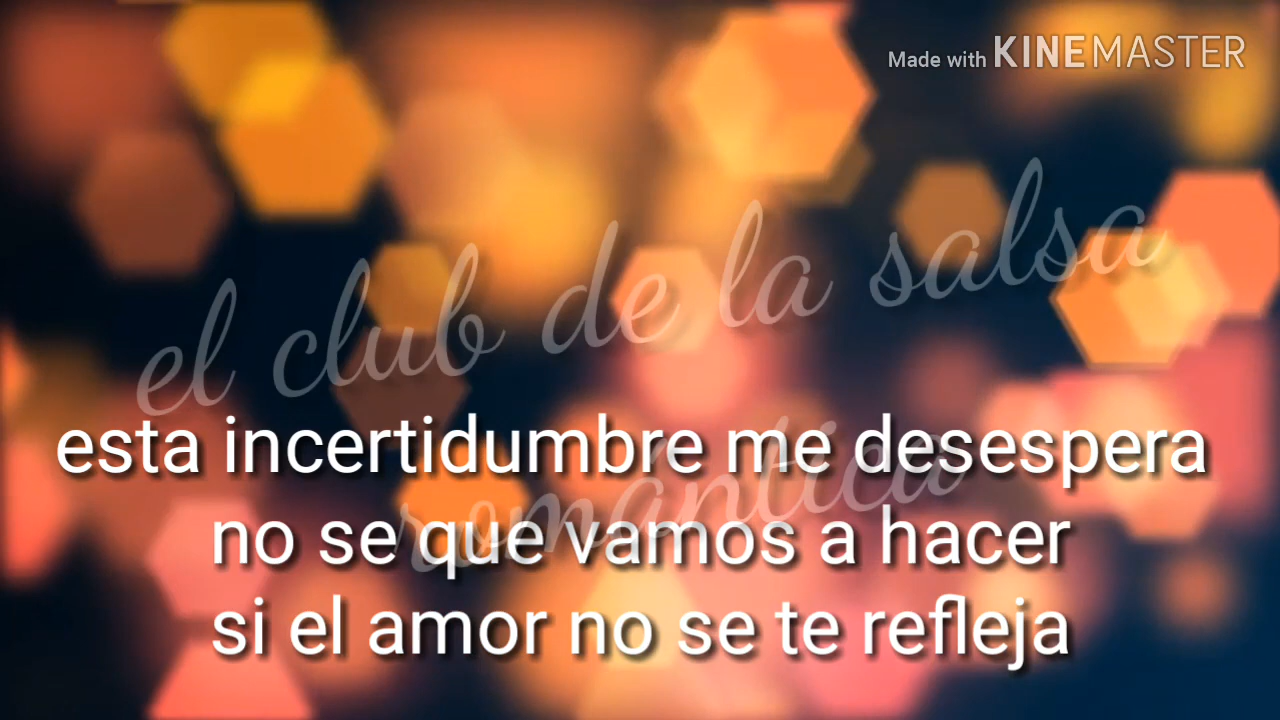 Made with KINEMASTER
el club de la salsa
romántica
esta incertidumbre me desespera
no se que vamos a hacer
si el amor no se te refleja